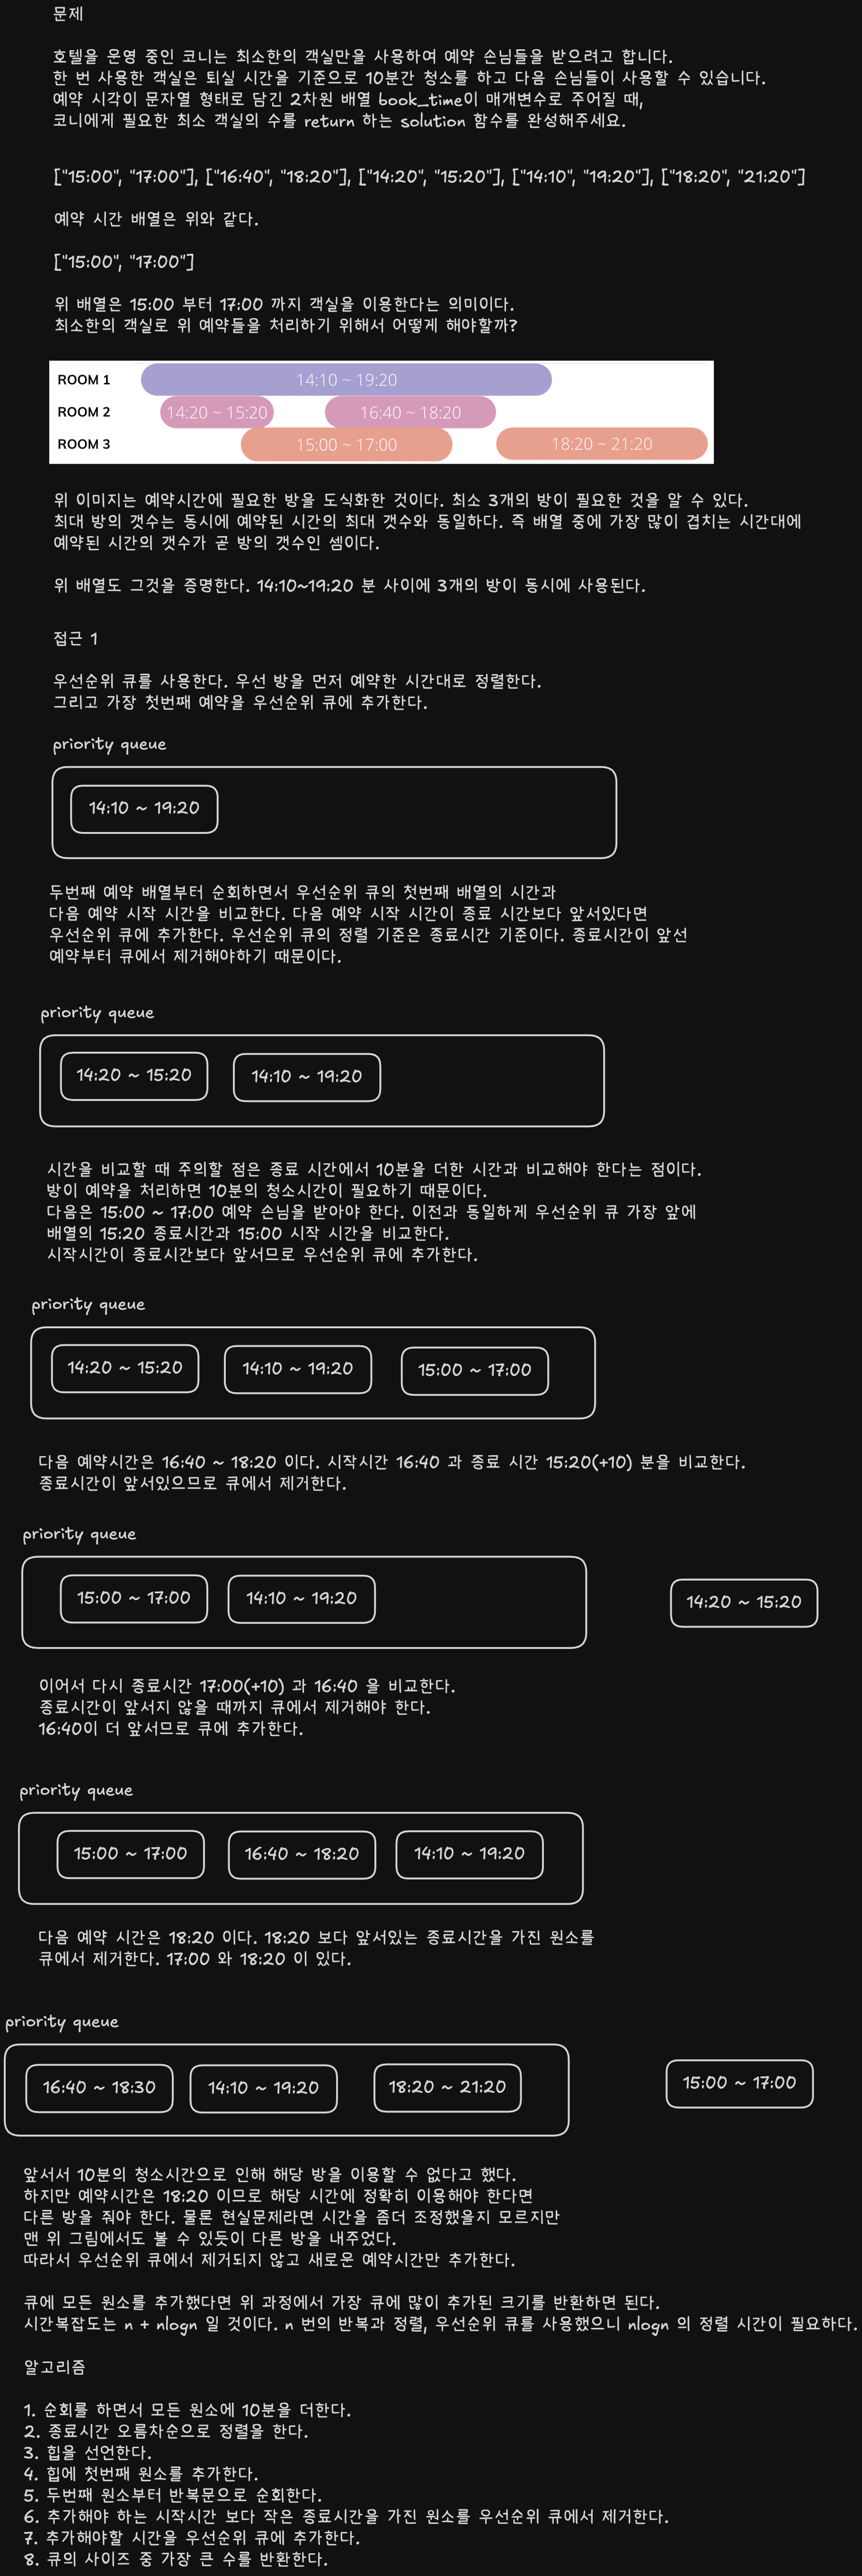 문제
호텔을 운영 중인 코니는 최소한의 객실만을 사용하여 예약 손님들을 받으려고 합니다.
한 번 사용한 객실은 퇴실 시간을 기준으로 10분간 청소를 하고 다음 손님들이 사용할 수 있습니다.
예약 시각이 문자열 형태로 담긴 2차원 배열 book_time이 매개변수로 주어질 때,
코니에게 필요한 최소 객실의 수를 return 하는 solution 함수를 완성해주세요.
["15:00", "17:00"], ["16:40", "18:20"], ["14:20", "15:20"], ["14:10", "19:20"], ["18:20", "21:20"]
예약 시간 배열은 위와 같다.
["15:00", "17:00"]
위 배열은 15:00 부터 17:00 까지 객실을 이용한다는 의미이다.
최소한의 객실로 위 예약들을 처리하기 위해서 어떻게 해야할까?
ROOM 1 14:10 ~ 19:20
ROOM 2 14:20 ~ 15:20 16:40 ~ 18:20
ROOM 3 15:00 ~ 17:00 18:20 ~ 21:20
위 이미지는 예약시간에 필요한 방을 도식화한 것이다. 최소 3개의 방이 필요한 것을 알 수 있다.
최대 방의 갯수는 동시에 예약된 시간의 최대 갯수와 동일하다. 즉 배열 중에 가장 많이 겹치는 시간대에
예약된 시간의 갯수가 곧 방의 갯수인 셈이다.
위 배열도 그것을 증명한다. 14:10~19:20 분 사이에 3개의 방이 동시에 사용된다.
접근 1
우선순위 큐를 사용한다. 우선 방을 먼저 예약한 시간대로 정렬한다.
그리고 가장 첫번째 예약을 우선순위 큐에 추가한다.
priority queue
14:10 ~ 19:20
두번째 예약 배열부터 순회하면서 우선순위 큐의 첫번째 배열의 시간과
다음 예약 시작 시간을 비교한다. 다음 예약 시작 시간이 종료 시간보다 앞서있다면
우선순위 큐에 추가한다. 우선순위 큐의 정렬 기준은 종료시간 기준이다. 종료시간이 앞선
예약부터 큐에서 제거해야하기 때문이다.
priority queue
14:20 ~ 15:20 14:10 ~ 19:20
시간을 비교할 때 주의할 점은 종료 시간에서 10분을 더한 시간과 비교해야 한다는 점이다.
방이 예약을 처리하면 10분의 청소시간이 필요하기 때문이다.
다음은 15:00 ~ 17:00 예약 손님을 받아야 한다. 이전과 동일하게 우선순위 큐 가장 앞에
배열의 15:20 종료시간과 15:00 시작 시간을 비교한다.
시작시간이 종료시간보다 앞서므로 우선순위 큐에 추가한다.
priority queue
14:20 ~ 15:20 14:10 ~ 19:20 15:00 ~ 17:00
다음 예약시간은 16:40 ~ 18:20 이다. 시작시간 16:40 과 종료 시간 15:20(+10) 분을 비교한다.
종료시간이 앞서있으므로 큐에서 제거한다.
priority queue
15:00 ~ 17:00 14:10 ~ 19:20 14:20 ~ 15:20
이어서 다시 종료시간 17:00(+10) 과 16:40 을 비교한다.
종료시간이 앞서지 않을 때까지 큐에서 제거해야 한다.
16:40이 더 앞서므로 큐에 추가한다.
priority queue
15:00 ~ 17:00 16:40 ~ 18:20 14:10 ~ 19:20
다음 예약 시간은 18:20 이다. 18:20 보다 앞서있는 종료시간을 가진 원소를
큐에서 제거한다. 17:00 와 18:20 이 있다.
priority queue
16:40 ~ 18:30 14:10 ~ 19:20 18:20 ~ 21:20 15:00 ~ 17:00
앞서서 10분의 청소시간으로 인해 해당 방을 이용할 수 없다고 했다.
하지만 예약시간은 18:20 이므로 해당 시간에 정확히 이용해야 한다면
다른 방을 줘야 한다. 물론 현실문제라면 시간을 좀더 조정했을지 모르지만
맨 위 그림에서도 볼 수 있듯이 다른 방을 내주었다.
따라서 우선순위 큐에서 제거되지 않고 새로운 예약시간만 추가한다.
큐에 모든 원소를 추가했다면 위 과정에서 가장 큐에 많이 추가된 크기를 반환하면 된다.
시간복잡도는 n + nlogn 일 것이다. n 번의 반복과 정렬, 우선순위 큐를 사용했으니 nlogn 의 정렬 시간이 필요하다.
알고리즘
1. 순회를 하면서 모든 원소에 10분을 더한다.
2. 종료시간 오름차순으로 정렬을 한다.
3. 힙을 선언한다.
4. 힙에 첫번째 원소를 추가한다.
5. 두번째 원소부터 반복문으로 순회한다.
6. 추가해야 하는 시작시간 보다 작은 종료시간을 가진 원소를 우선순위 큐에서 제거한다.
7. 추가해야할 시간을 우선순위 큐에 추가한다.
8. 큐의 사이즈 중 가장 큰 수를 반환한다.